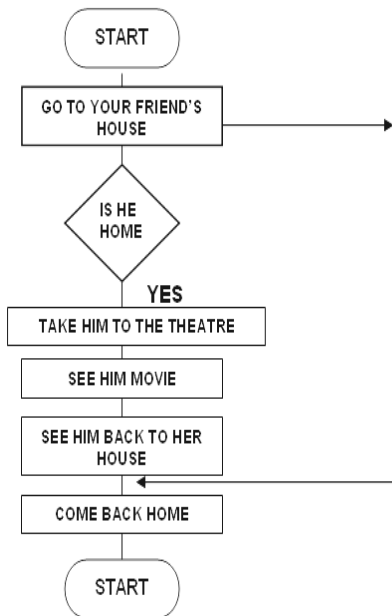 START
GO TO YOUR FRIEND'S
HOUSE
IS HE
HOME
YES
TAKE HIM TO THE THEATRE
SEE HIM MOVIE
SEE HIM BACK TO HER
HOUSE
COME BACK HOME
START